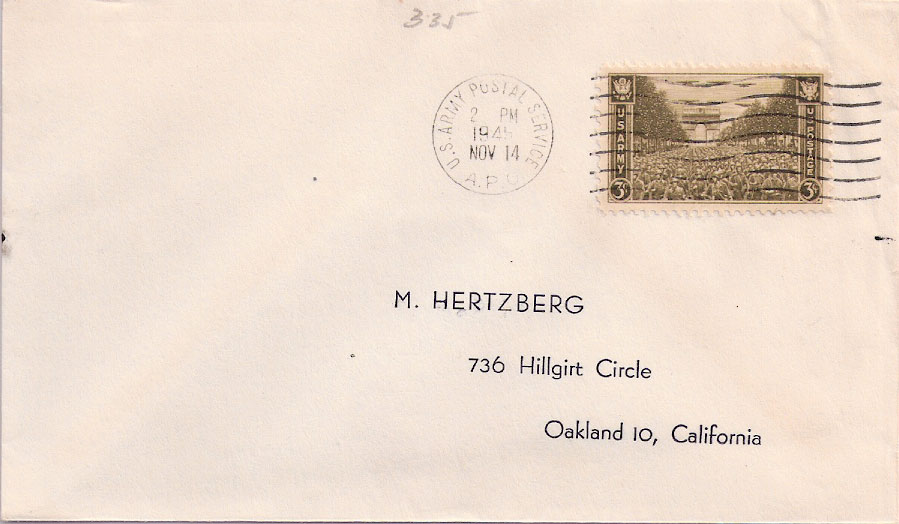 335
U.S. ARMY POSTAL SERVICE
2 PM
1945
NOV 14
A.P.O.
U.S. ARMY
U.S. POSTAGE
3¢ 3¢
M. HERTZBERG
736 Hillgirt Circle
Oakland 10, California